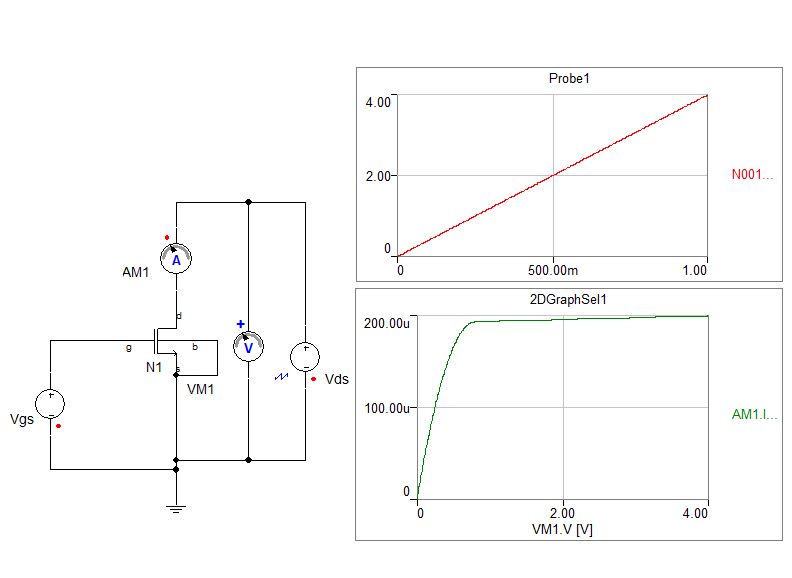 Probe1
4.00
2.00
0
0
500.00m
1.00
N001...
2DGraphSel1
200.00u
100.00u
0
0
2.00
4.00
VM1.V [V]
AM1.I...
A
AM1
d
g
b
s
N1
VM1
+
V
Vds
Vgs